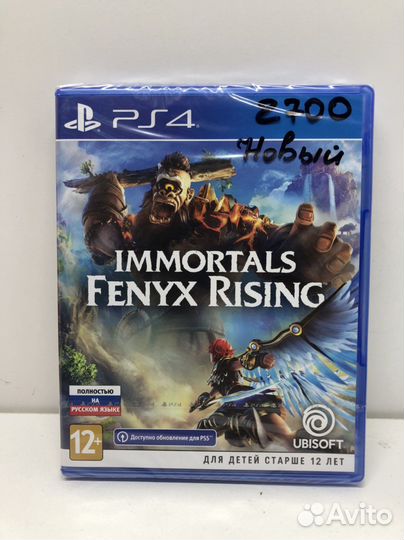 PS4
2700
Новый
IMMORTALS
FENYX RISING
ПОЛНОСТЬЮ
НА
РУССКОМ ЯЗЫКЕ
12+
Доступно обновление для PS5
UBISOFT
ДЛЯ ДЕТЕЙ СТАРШЕ 12 ЛЕТ
Avito